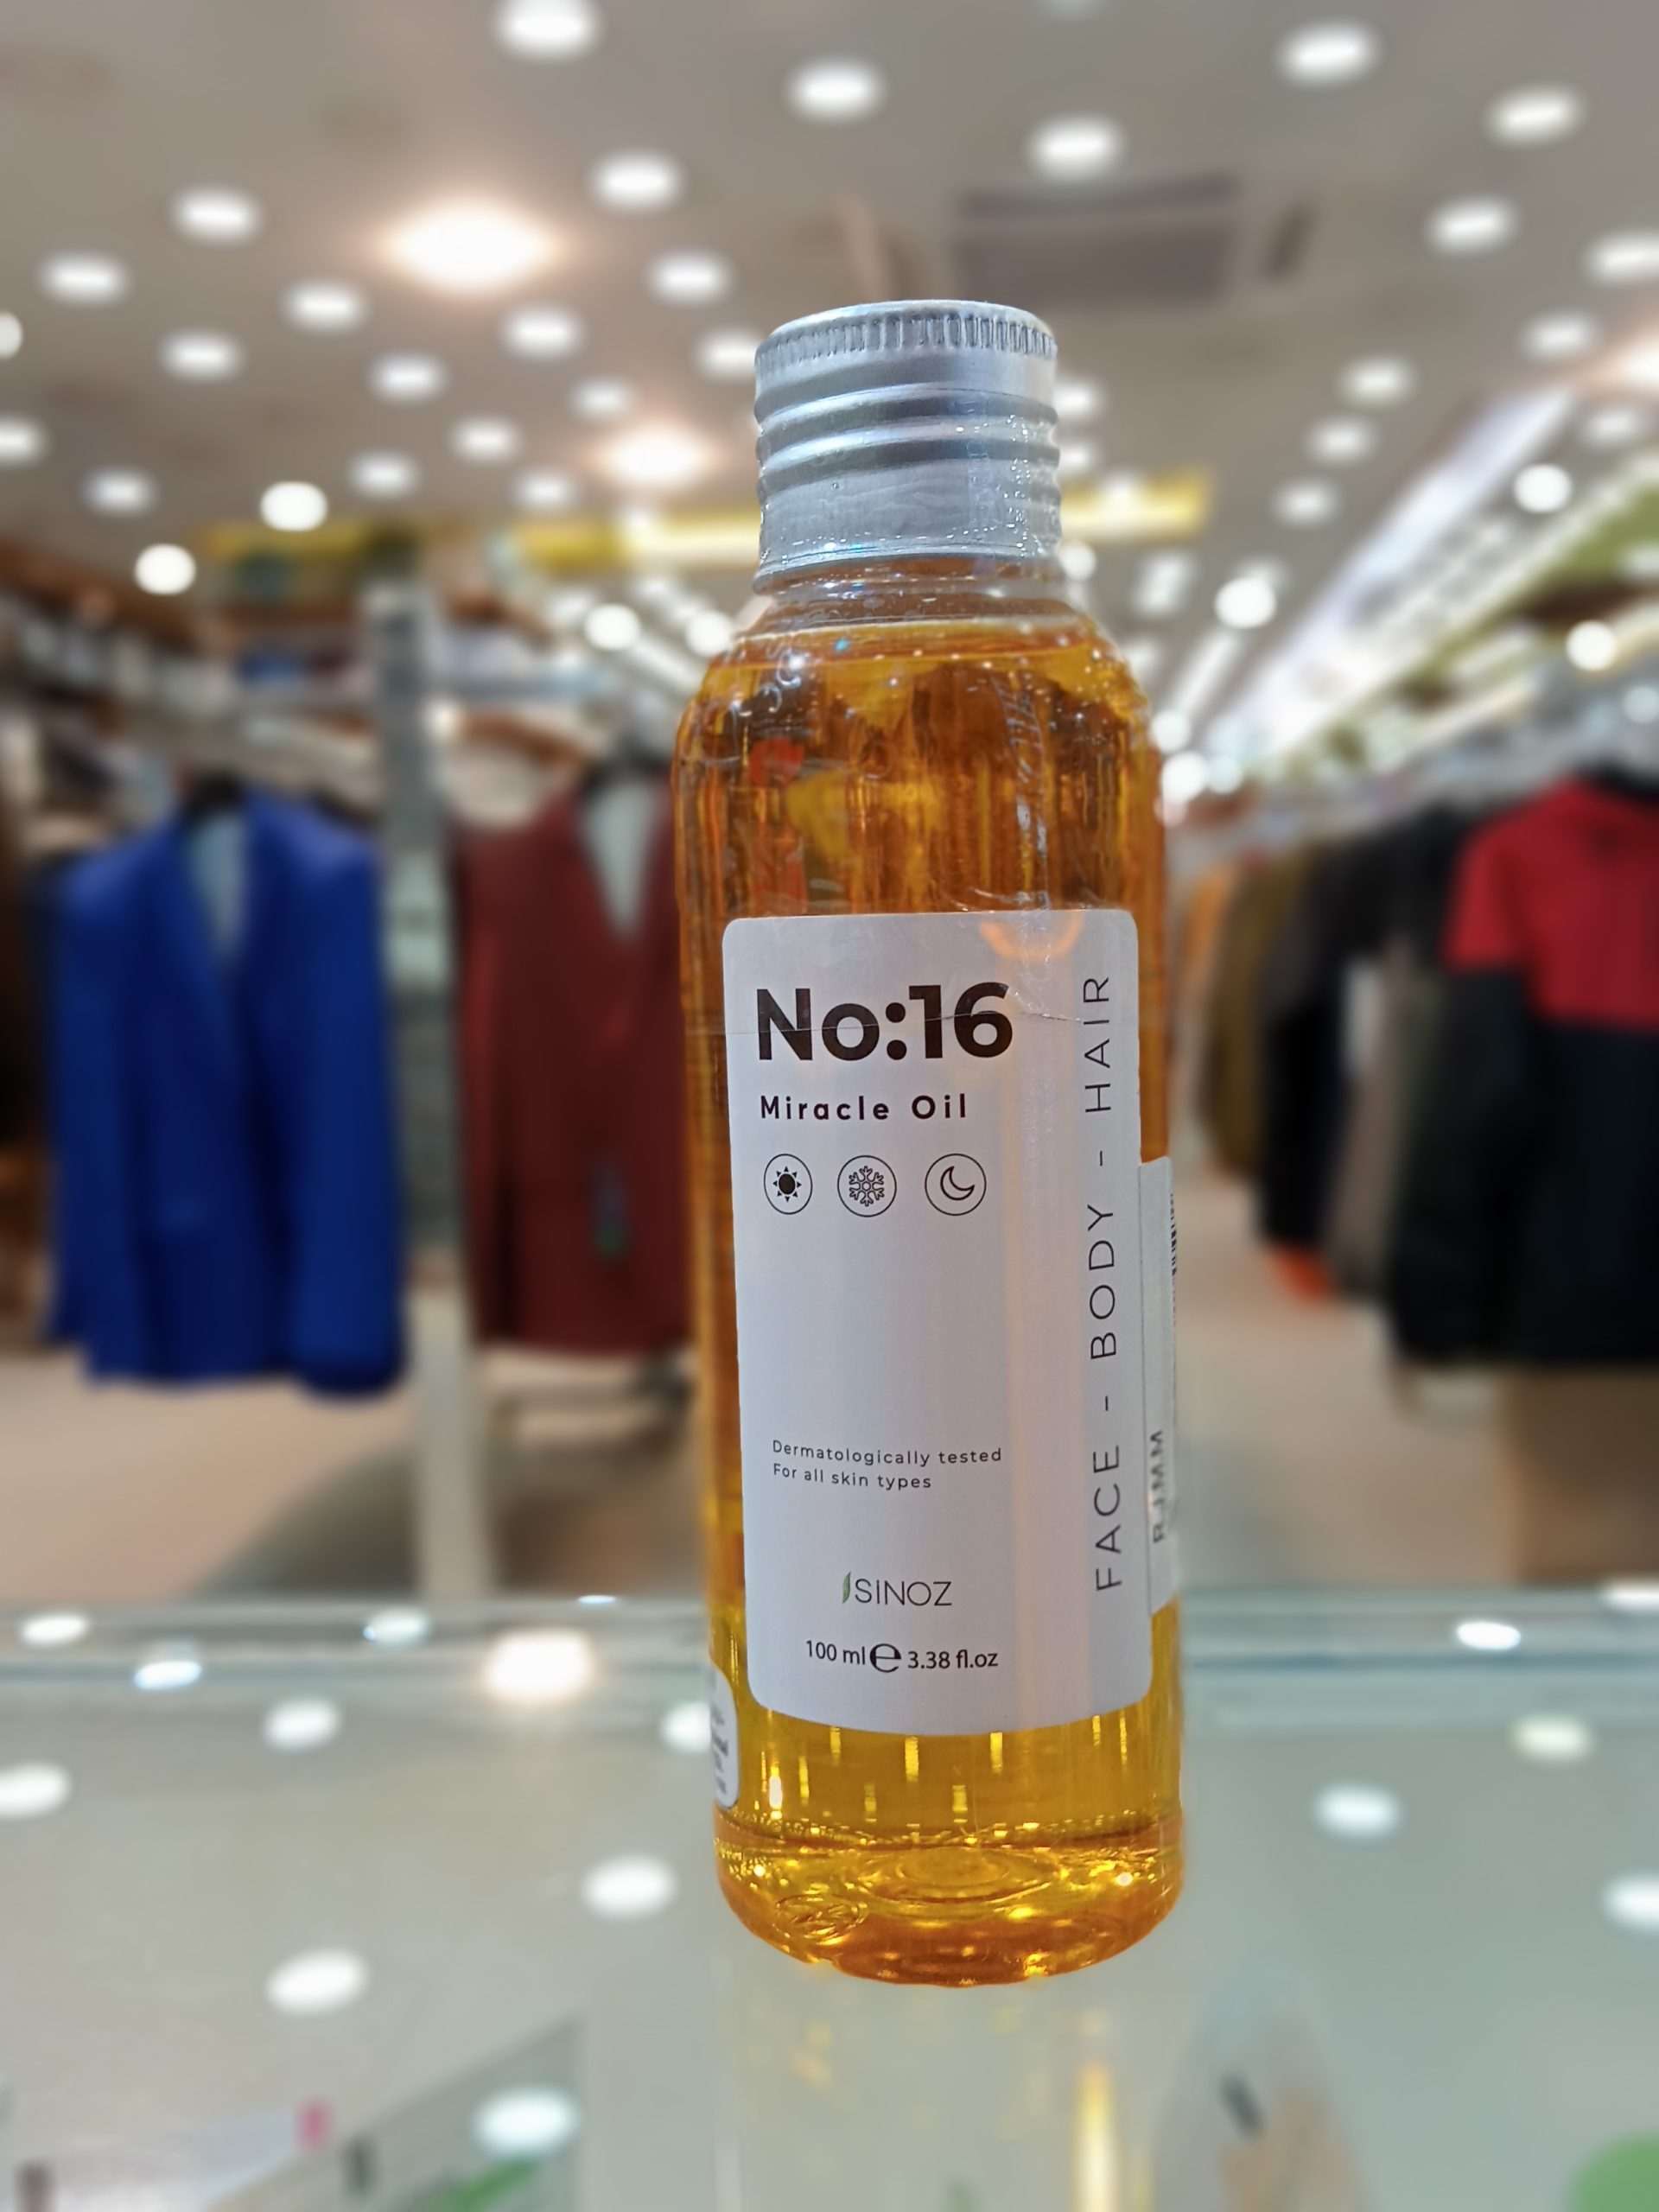 No:16
Miracle Oil
FACE - BODY - HAIR
Dermatologically tested
For all skin types
SiNOZ
100 ml e 3.38 fl.oz
R.J.M.M